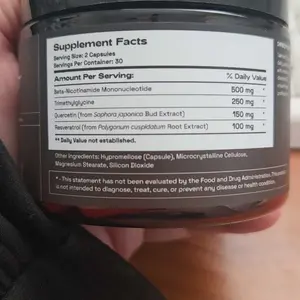 Supplement Facts
Serving Size: 2 Capsules
Servings Per Container: 30
Amount Per Serving: % Daily Value
Beta-Nicotinamide Mononucleotide 500 mg *
Trimethylglycine 250 mg *
Quercetin (from Sophora japonica Bud Extract) 150 mg *
Resveratrol (from Polygonum cuspidatum Root Extract) 100 mg *
** Daily Value not established.
Other Ingredients: Hypromellose (Capsule), Microcrystalline Cellulose,
Magnesium Stearate, Silicon Dioxide
* This statement has not been evaluated by the Food and Drug Administration. This
is not intended to diagnose, treat, cure, or prevent any disease or health condition.